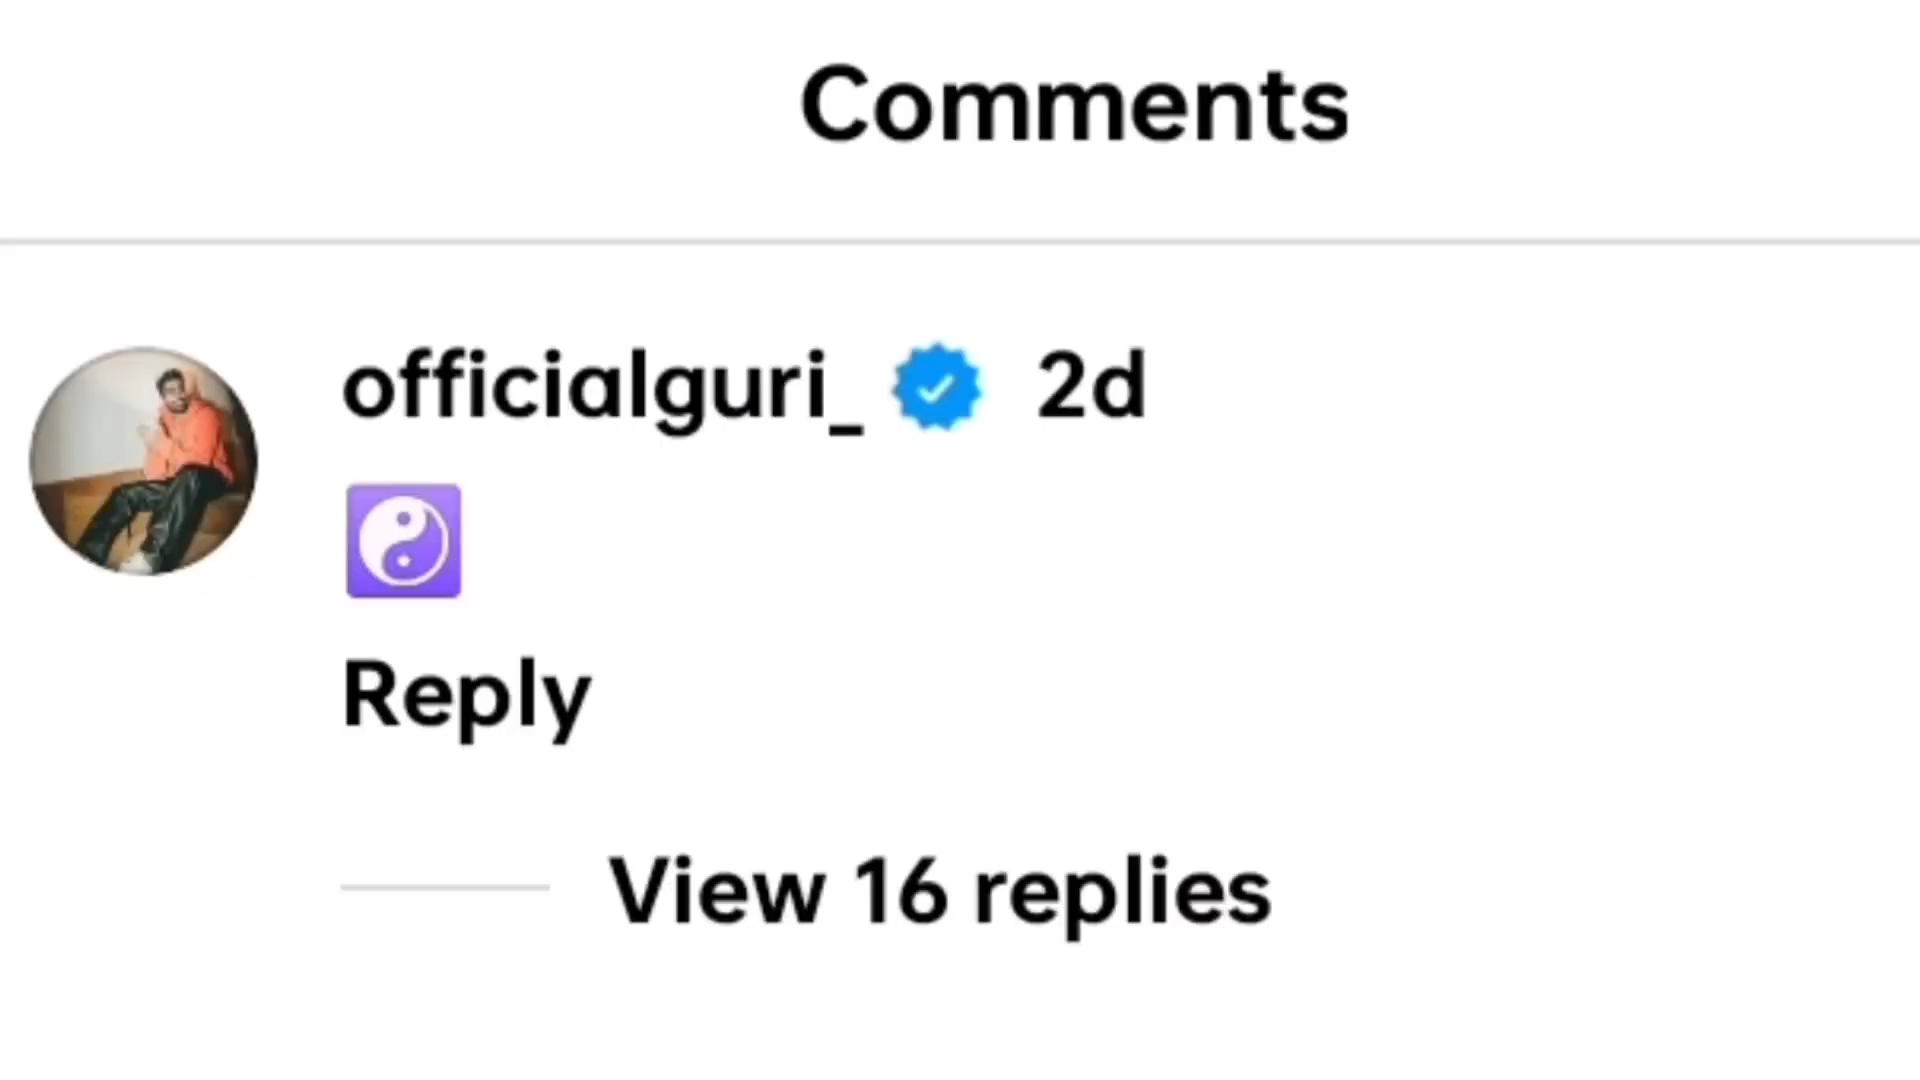 Comments
officialguri_ 2d
☯️
Reply
View 16 replies